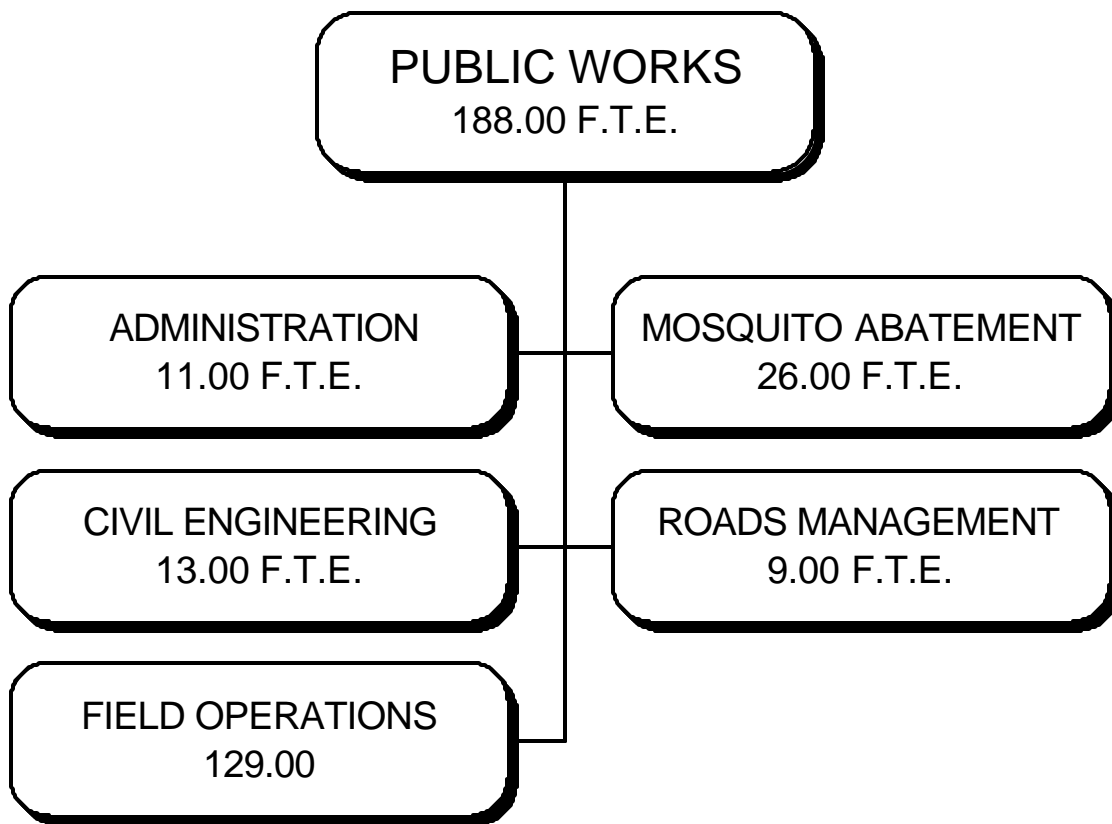 PUBLIC WORKS
188.00 F.T.E.
ADMINISTRATION
11.00 F.T.E.
MOSQUITO ABATEMENT
26.00 F.T.E.
CIVIL ENGINEERING
13.00 F.T.E.
ROADS MANAGEMENT
9.00 F.T.E.
FIELD OPERATIONS
129.00